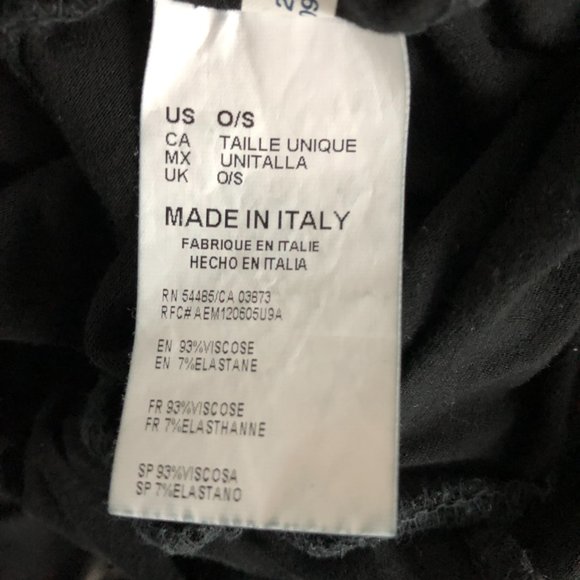 US O/S
CA TAILLE UNIQUE
MX UNITALLA
UK O/S
MADE IN ITALY
FABRIQUE EN ITALIE
HECHO EN ITALIA
RN 54485/CA 03673
RFC# AEM120605U9A
EN 93%VISCOSE
EN 7%ELASTANE
FR 93%VISCOSE
FR 7%ELASTHANNE
SP 93%VISCOSA
SP 7%ELASTANO